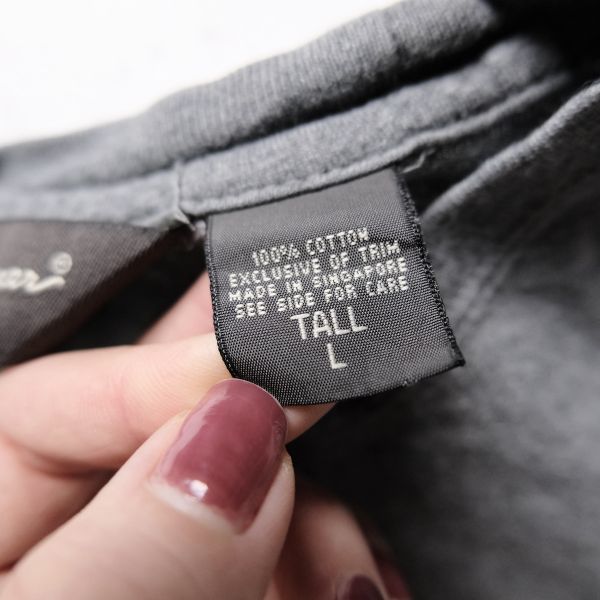 100% COTTON
EXCLUSIVE OF TRIM
MADE IN SINGAPORE
SEE SIDE FOR CARE
TALL
L
®